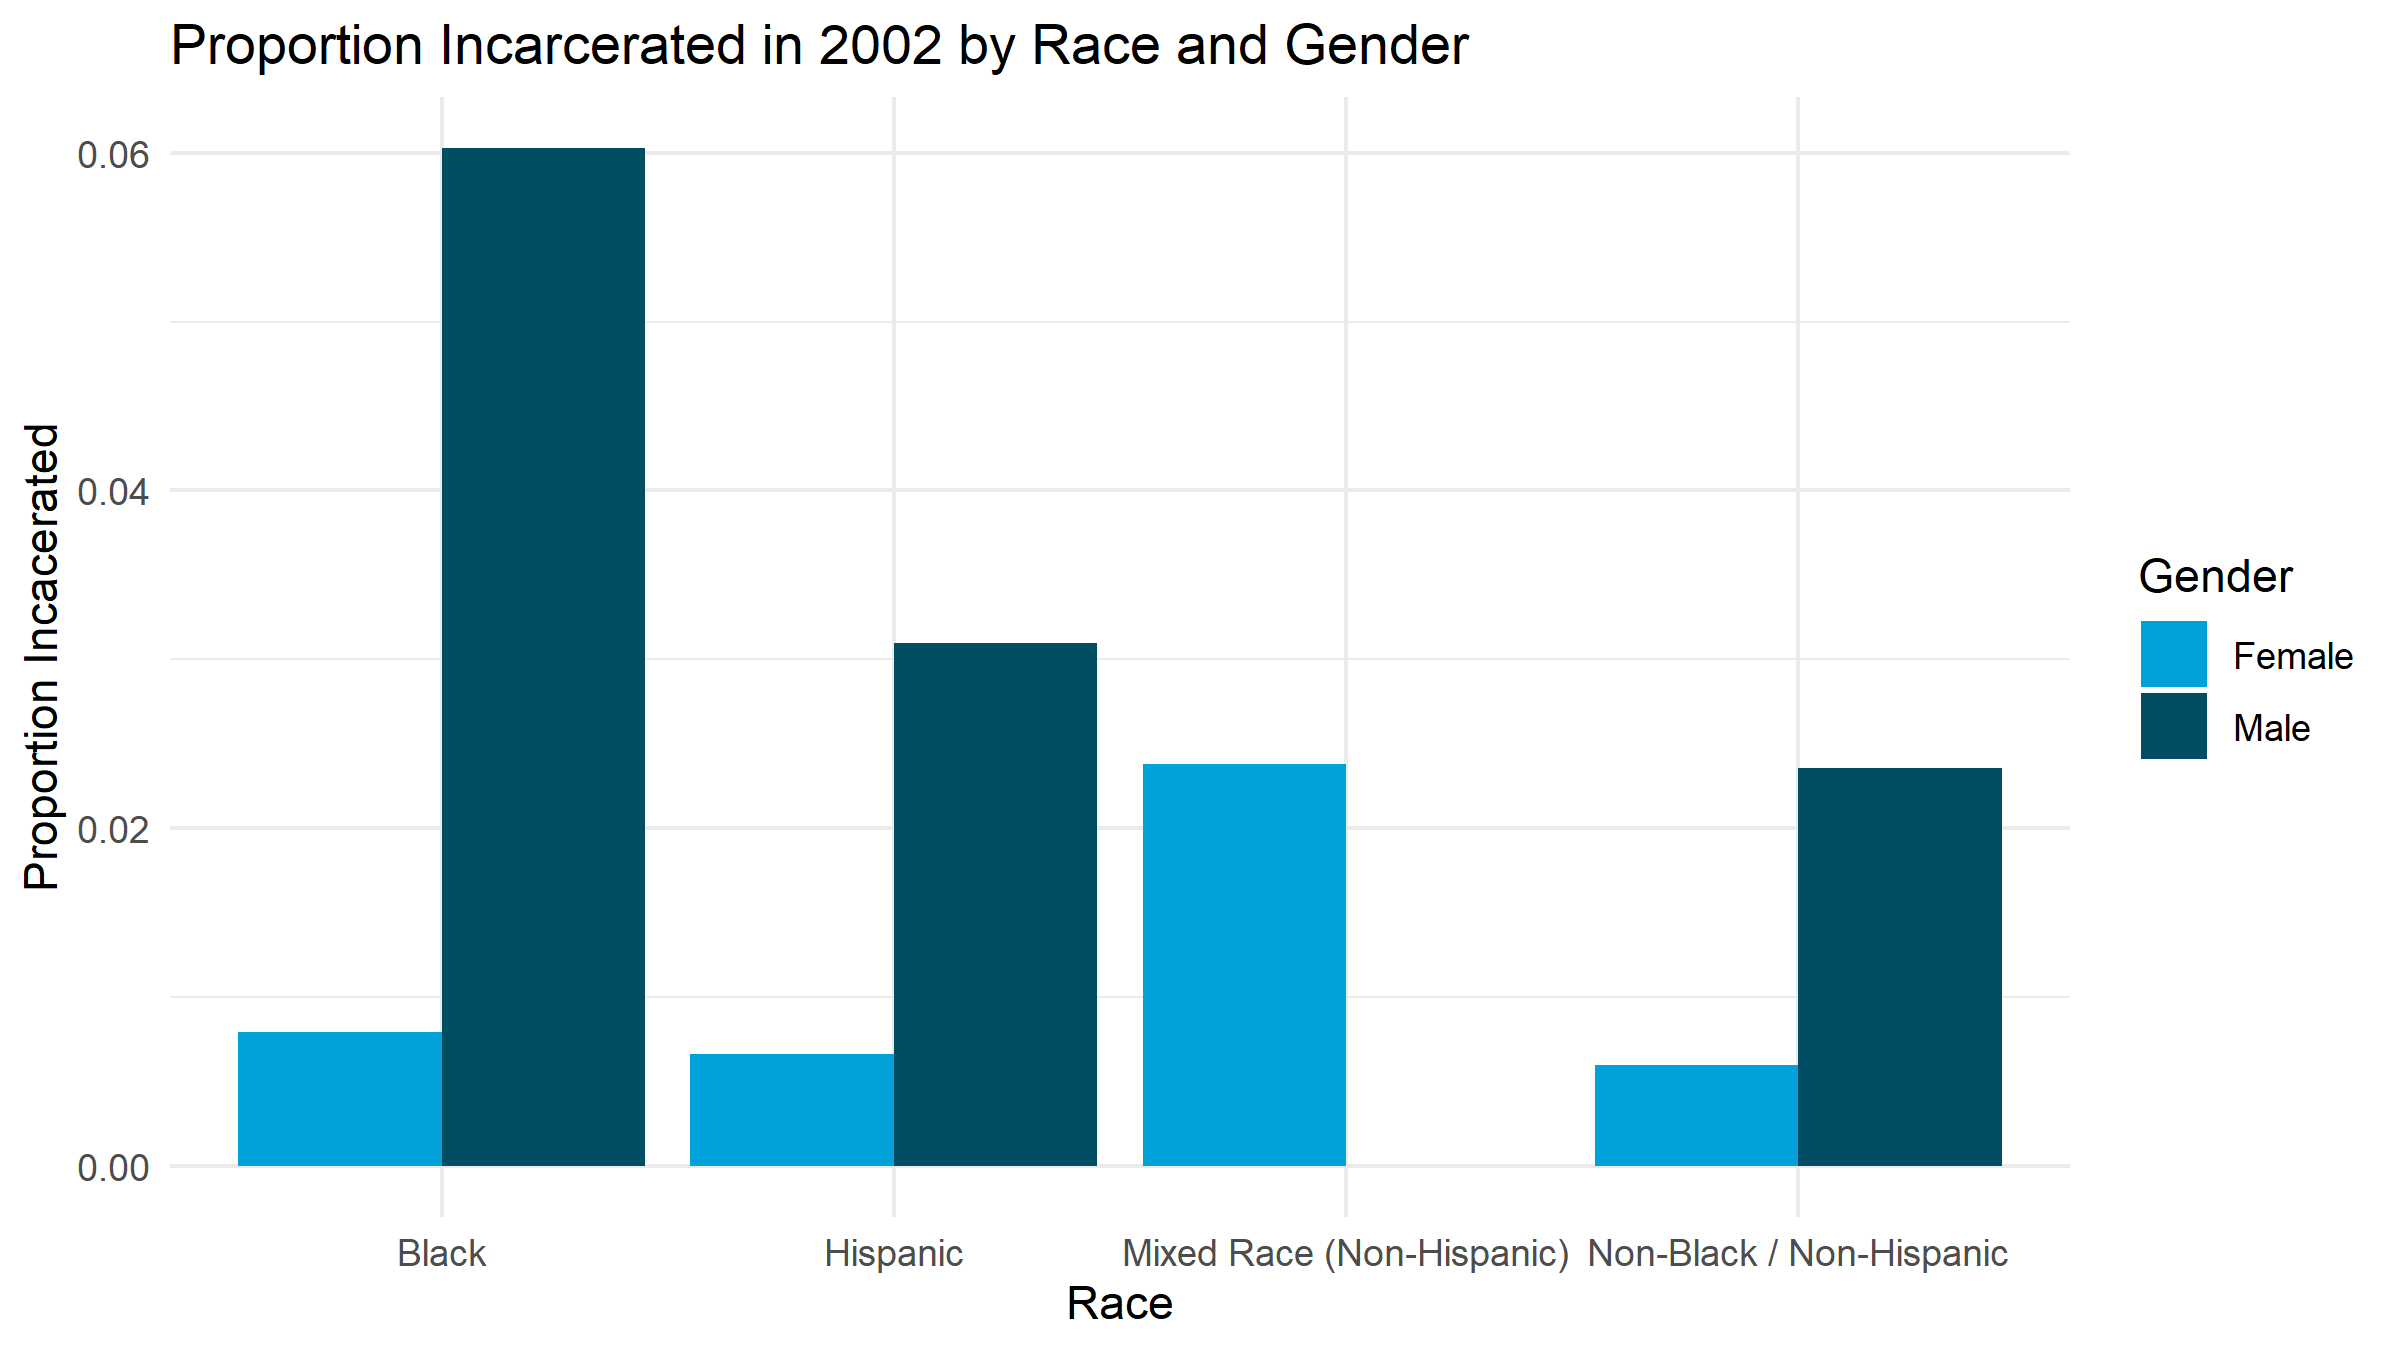 Proportion Incarcerated in 2002 by Race and Gender
Proportion Incacerated
0.06
0.04
0.02
0.00
Black
Hispanic
Mixed Race (Non-Hispanic)
Non-Black / Non-Hispanic
Race
Gender
Female
Male